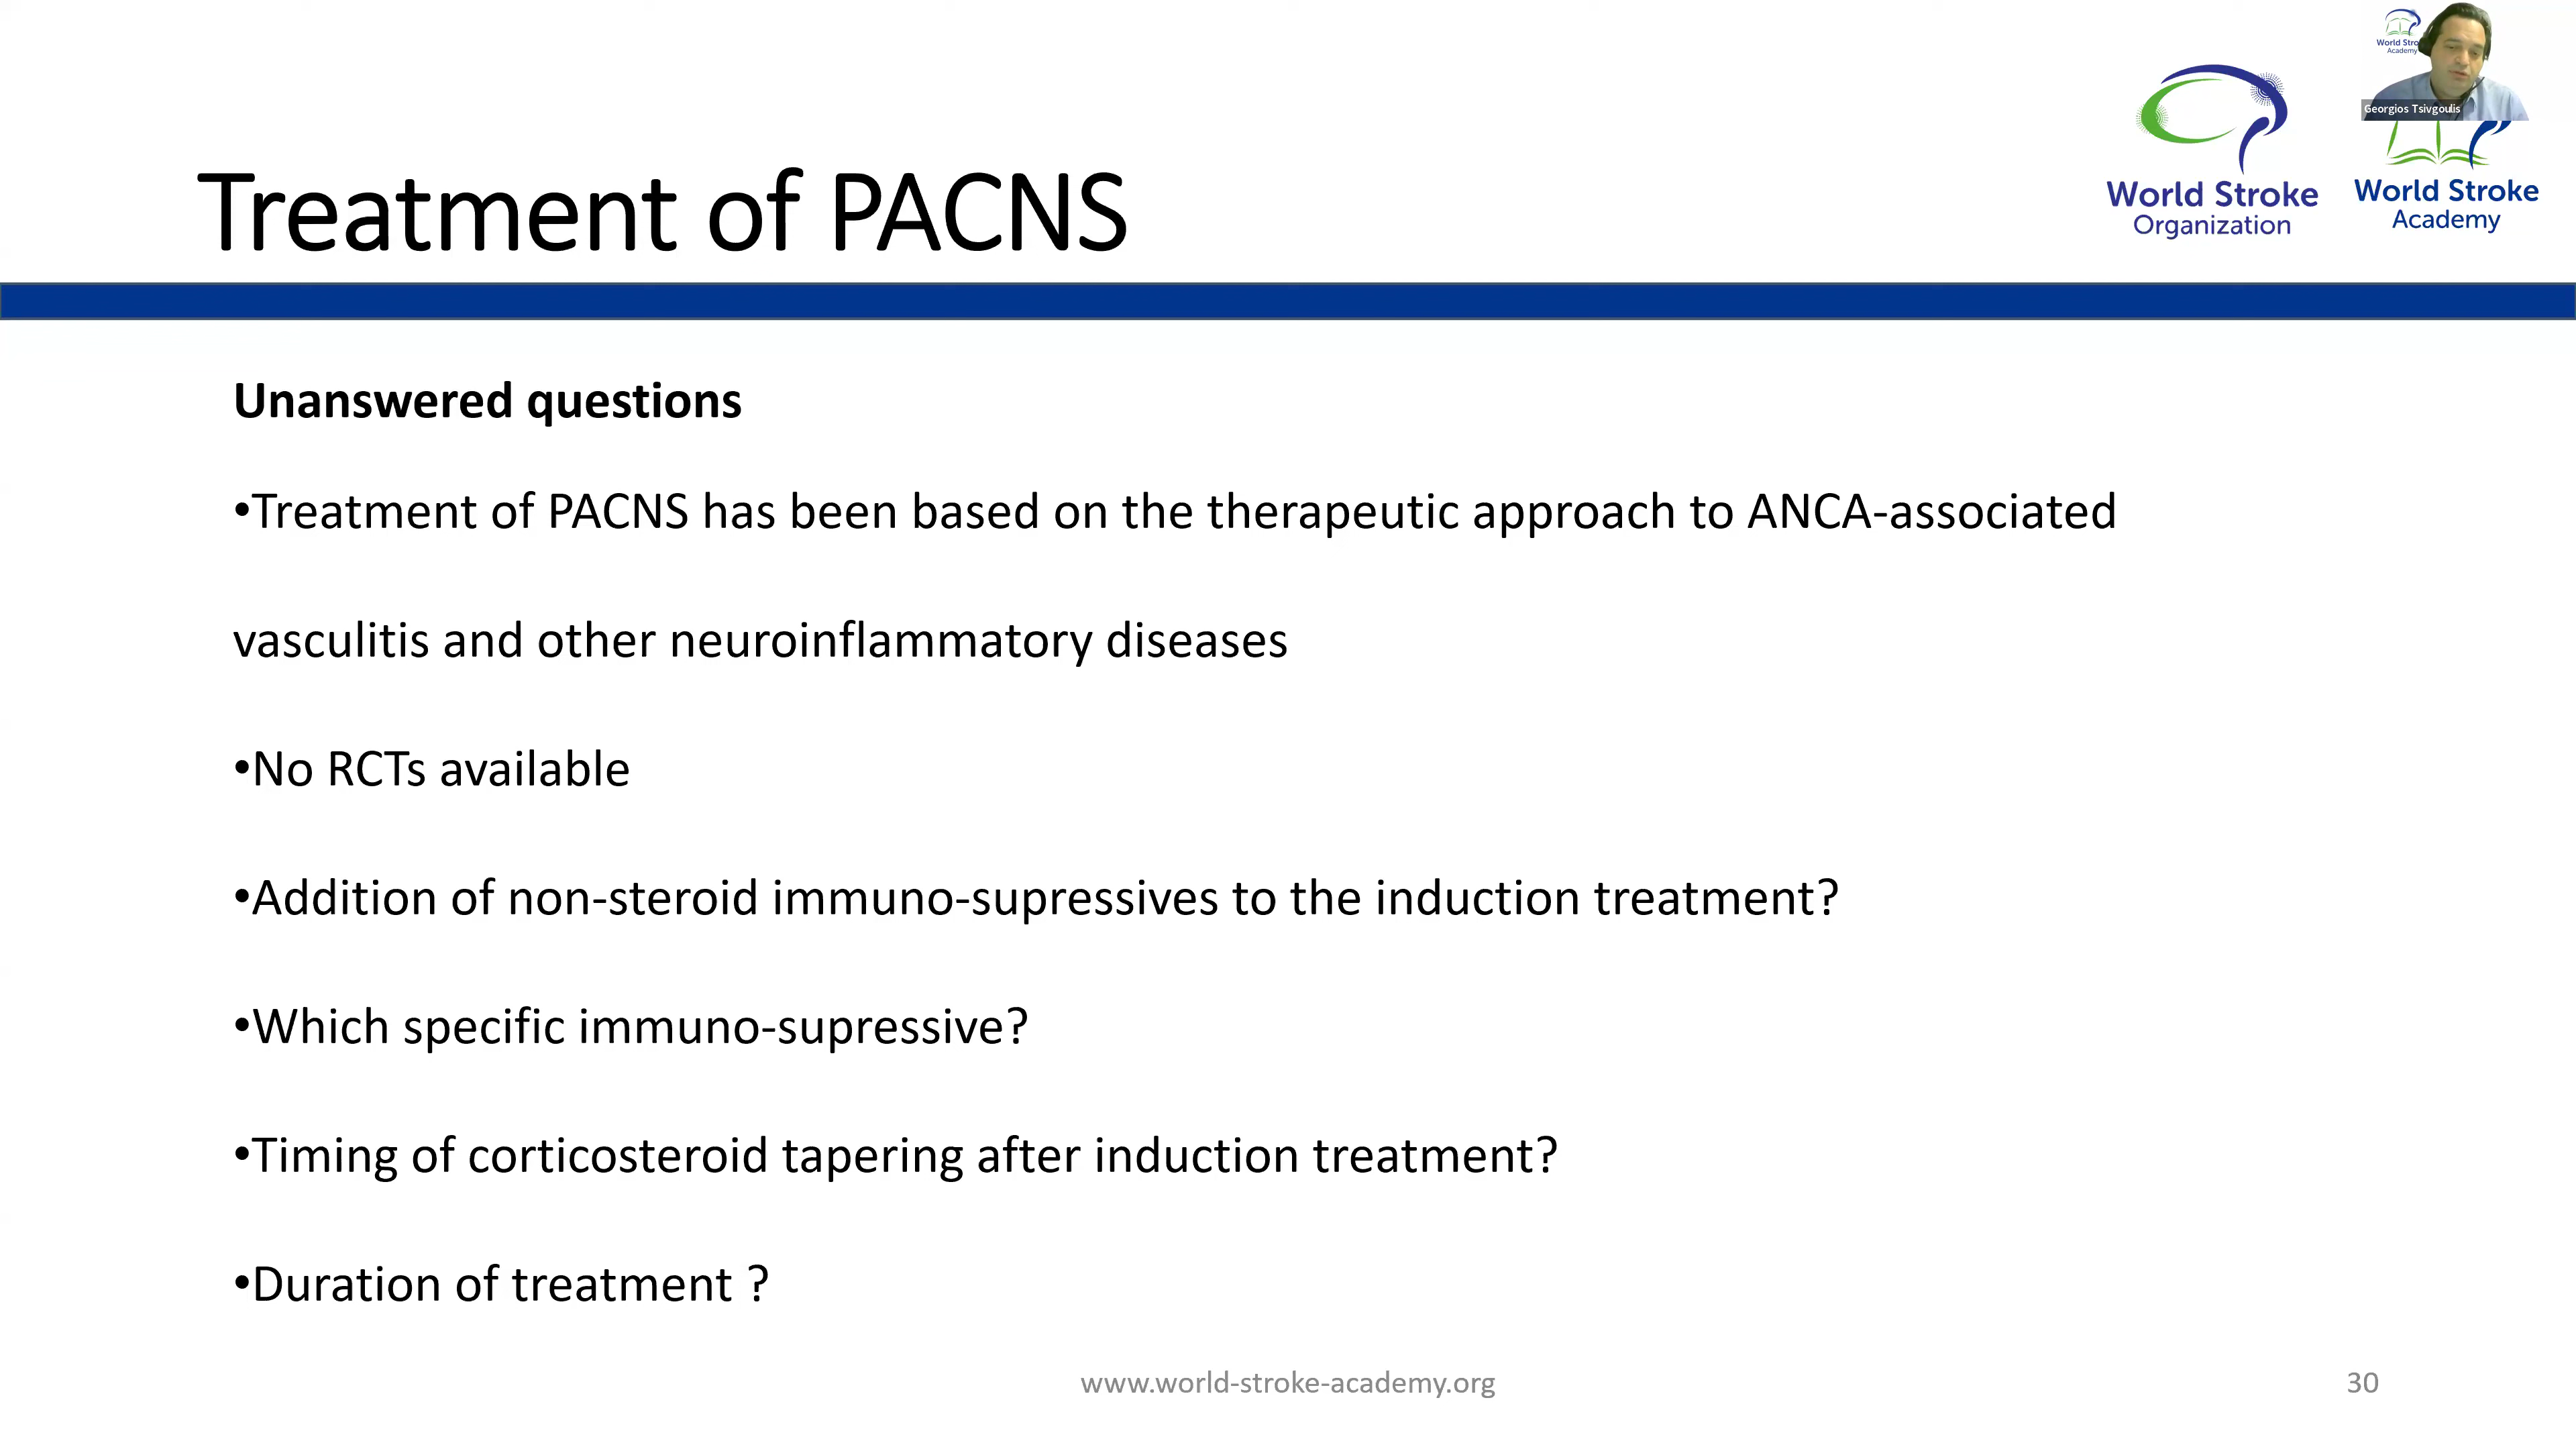 World Stroke
Academy
Georgios Tsivgoulis
World Stroke
Organization
World Stroke
Academy
Treatment of PACNS
Unanswered questions
•Treatment of PACNS has been based on the therapeutic approach to ANCA-associated
vasculitis and other neuroinflammatory diseases
•No RCTs available
•Addition of non-steroid immuno-supressives to the induction treatment?
•Which specific immuno-supressive?
•Timing of corticosteroid tapering after induction treatment?
•Duration of treatment ?
www.world-stroke-academy.org
30